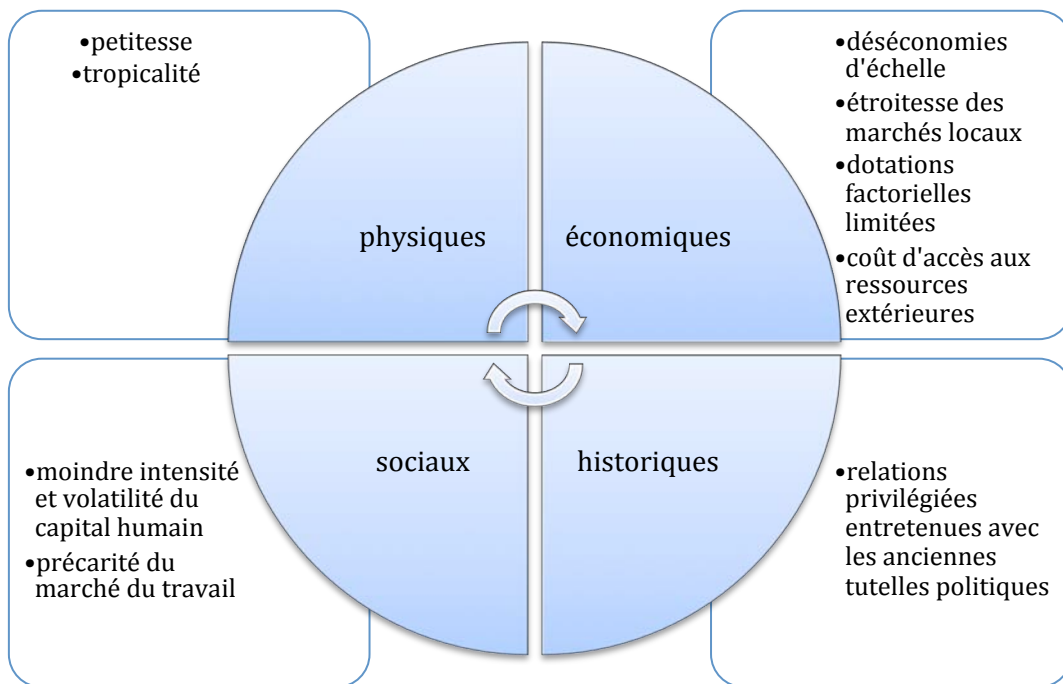 •petitesse
•tropicalité
physiques
économiques
•déséconomies
d'échelle
•étroitesse des
marchés locaux
•dotations
factorielles
limitées
•coût d'accès aux
ressources
extérieures
•moindre intensité
et volatilité du
capital humain
•précarité du
marché du travail
sociaux
historiques
•relations
privilégiées
entretenues avec
les anciennes
tutelles politiques